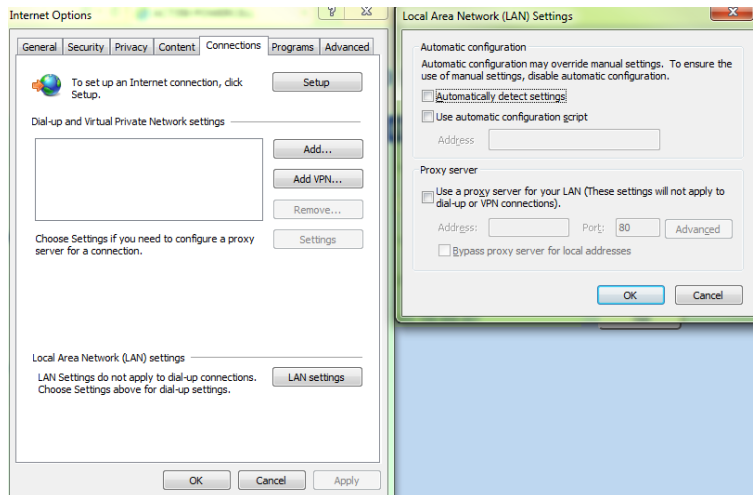 Internet Options
General Security Privacy Content Connections Programs Advanced
To set up an Internet connection, click
Setup.
Setup
Dial-up and Virtual Private Network settings
Add...
Add VPN...
Remove...
Choose Settings if you need to configure a proxy
server for a connection.
Settings
Local Area Network (LAN) settings
LAN Settings do not apply to dial-up connections.
Choose Settings above for dial-up settings.
LAN settings
OK Cancel Apply
Local Area Network (LAN) Settings
Automatic configuration
Automatic configuration may override manual settings. To ensure the
use of manual settings, disable automatic configuration.
Automatically detect settings
Use automatic configuration script
Address
Proxy server
Use a proxy server for your LAN (These settings will not apply to
dial-up or VPN connections).
Address: Port: 80 Advanced
Bypass proxy server for local addresses
OK Cancel